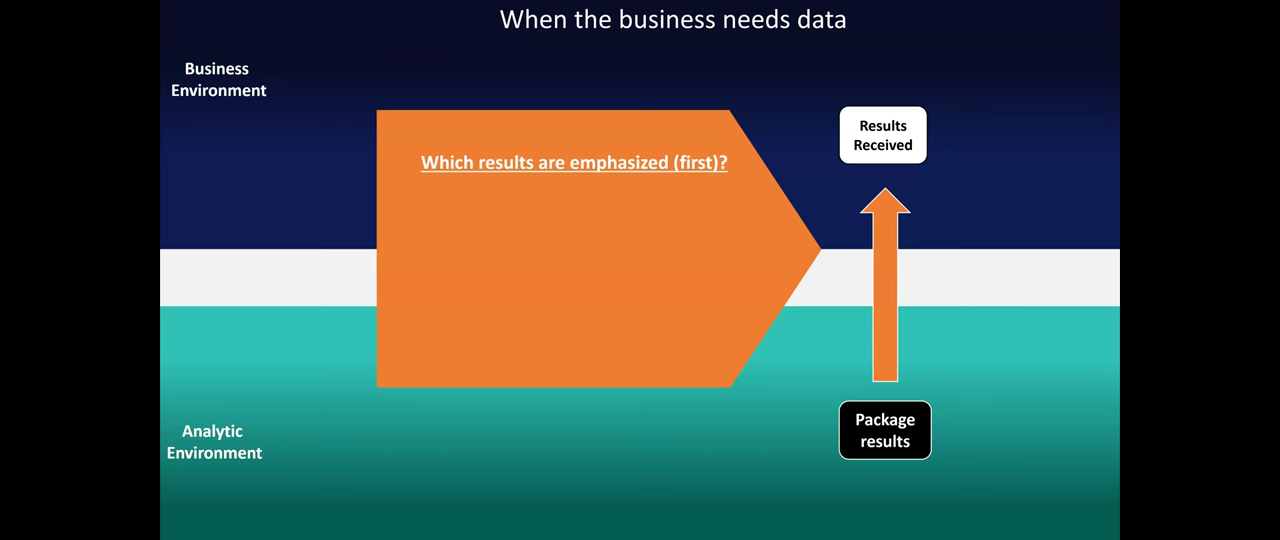 When the business needs data
Business
Environment
Results
Received
Which results are emphasized (first)?
Package
results
Analytic
Environment